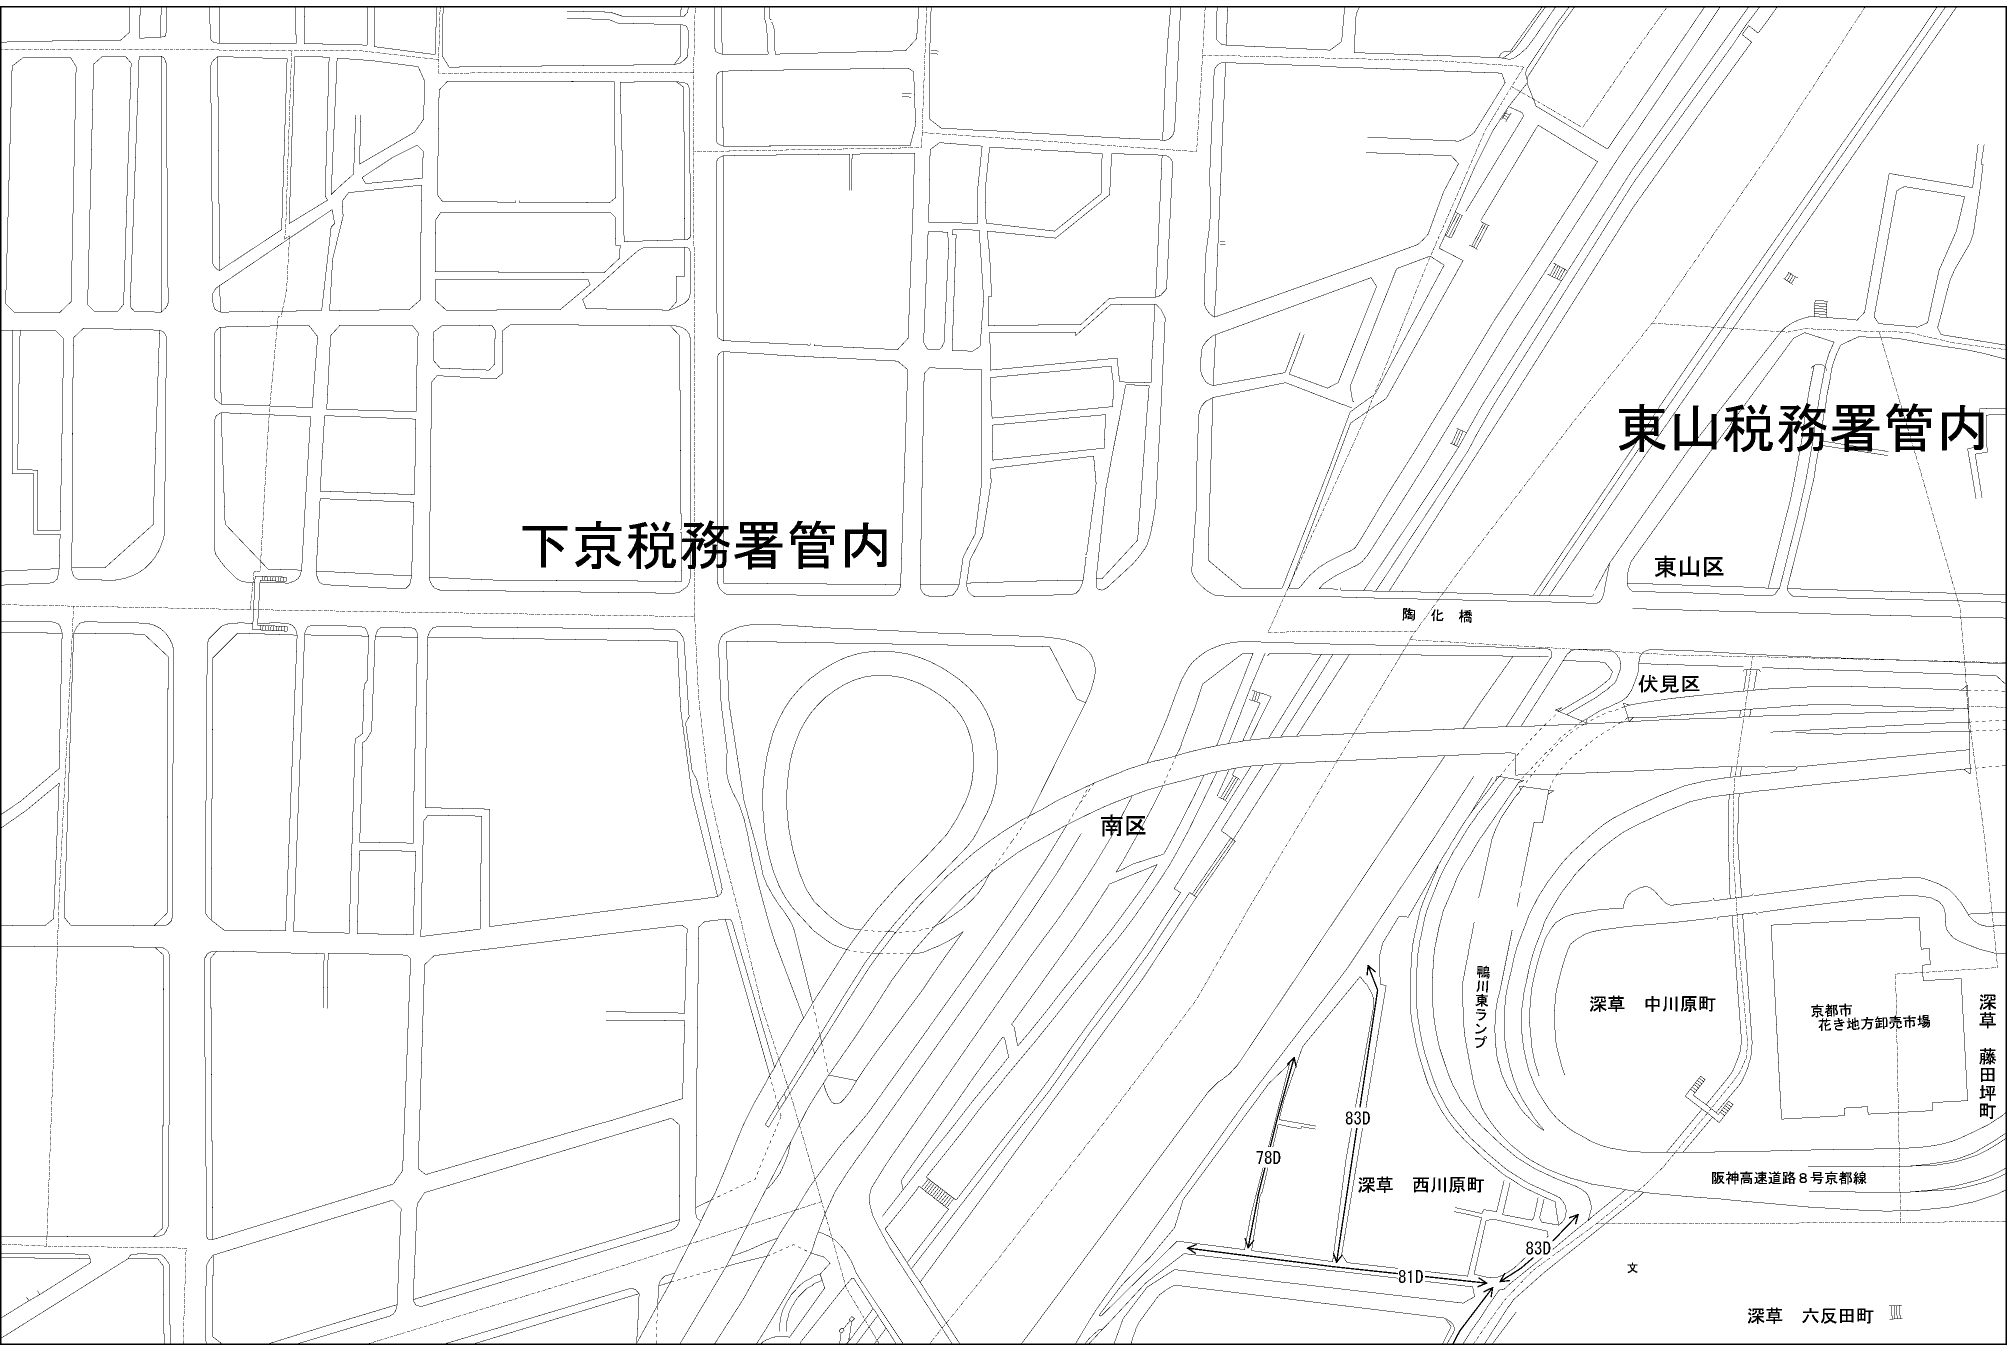 東山税務署管内
下京税務署管内
東山区
陶化橋
伏見区
南区
鴨川東ランプ
深草　中川原町
京都市
花き地方卸売市場
深草　藤田坪町
83D
78D
深草　西川原町
阪神高速道路８号京都線
83D
81D
文
深草　六反田町